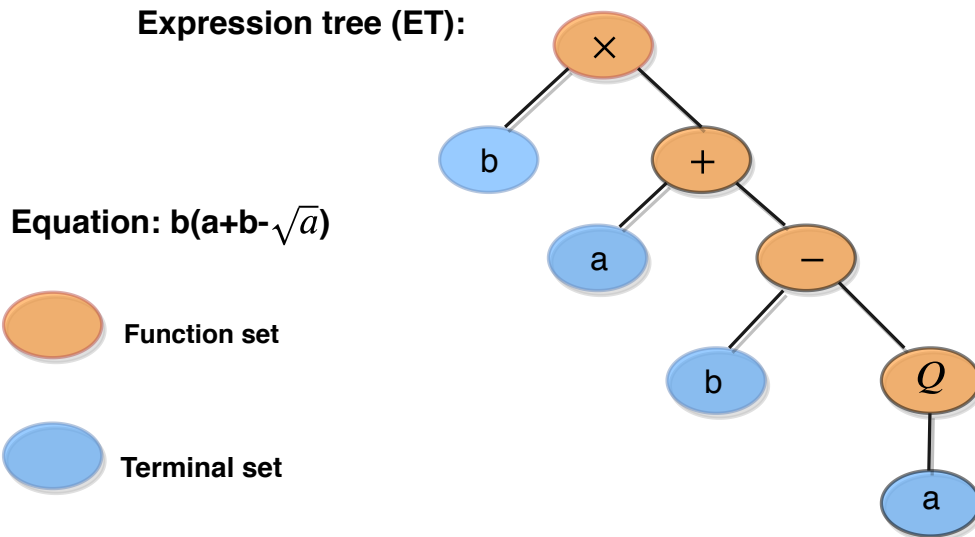 Expression tree (ET):
×
b
+
Equation: b(a+b-√a)
a
−
Function set
b
Q
Terminal set
a